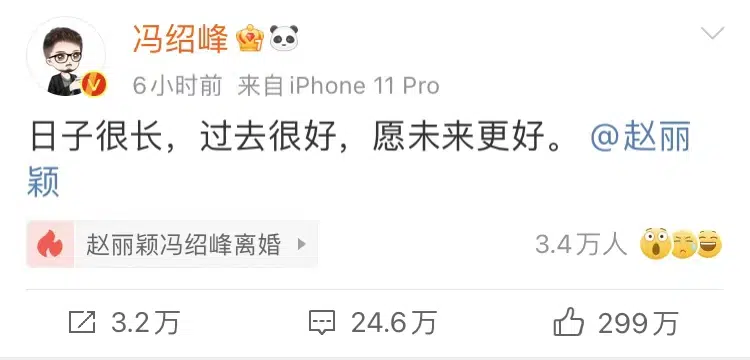 冯绍峰
6小时前 来自iPhone 11 Pro
日子很长，过去很好，愿未来更好。 @赵丽
颖
赵丽颖冯绍峰离婚
3.4万人
3.2万 24.6万 299万